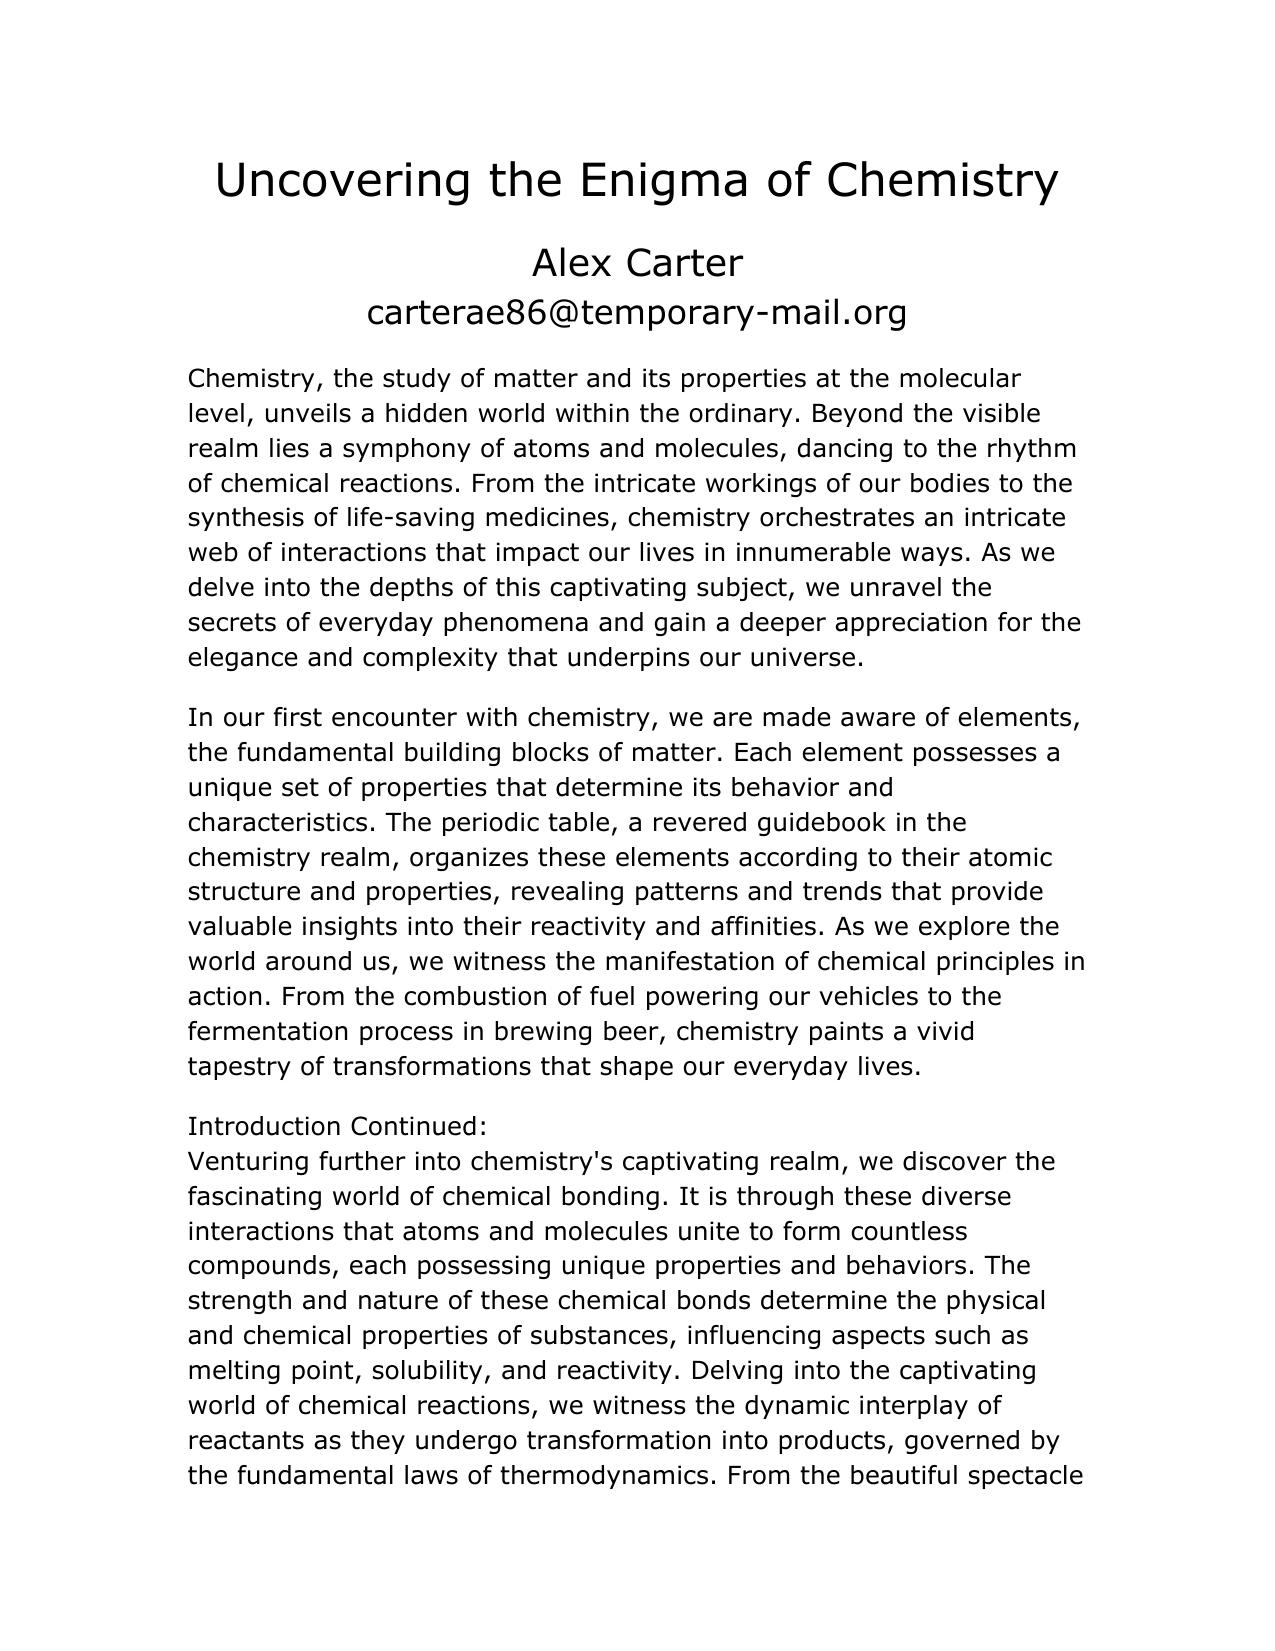 Uncovering the Enigma of Chemistry
Alex Carter
carterae86@temporary-mail.org
Chemistry, the study of matter and its properties at the molecular
level, unveils a hidden world within the ordinary. Beyond the visible
realm lies a symphony of atoms and molecules, dancing to the rhythm
of chemical reactions. From the intricate workings of our bodies to the
synthesis of life-saving medicines, chemistry orchestrates an intricate
web of interactions that impact our lives in innumerable ways. As we
delve into the depths of this captivating subject, we unravel the
secrets of everyday phenomena and gain a deeper appreciation for the
elegance and complexity that underpins our universe.
In our first encounter with chemistry, we are made aware of elements,
the fundamental building blocks of matter. Each element possesses a
unique set of properties that determine its behavior and
characteristics. The periodic table, a revered guidebook in the
chemistry realm, organizes these elements according to their atomic
structure and properties, revealing patterns and trends that provide
valuable insights into their reactivity and affinities. As we explore the
world around us, we witness the manifestation of chemical principles in
action. From the combustion of fuel powering our vehicles to the
fermentation process in brewing beer, chemistry paints a vivid
tapestry of transformations that shape our everyday lives.
Introduction Continued:
Venturing further into chemistry's captivating realm, we discover the
fascinating world of chemical bonding. It is through these diverse
interactions that atoms and molecules unite to form countless
compounds, each possessing unique properties and behaviors. The
strength and nature of these chemical bonds determine the physical
and chemical properties of substances, influencing aspects such as
melting point, solubility, and reactivity. Delving into the captivating
world of chemical reactions, we witness the dynamic interplay of
reactants as they undergo transformation into products, governed by
the fundamental laws of thermodynamics. From the beautiful spectacle